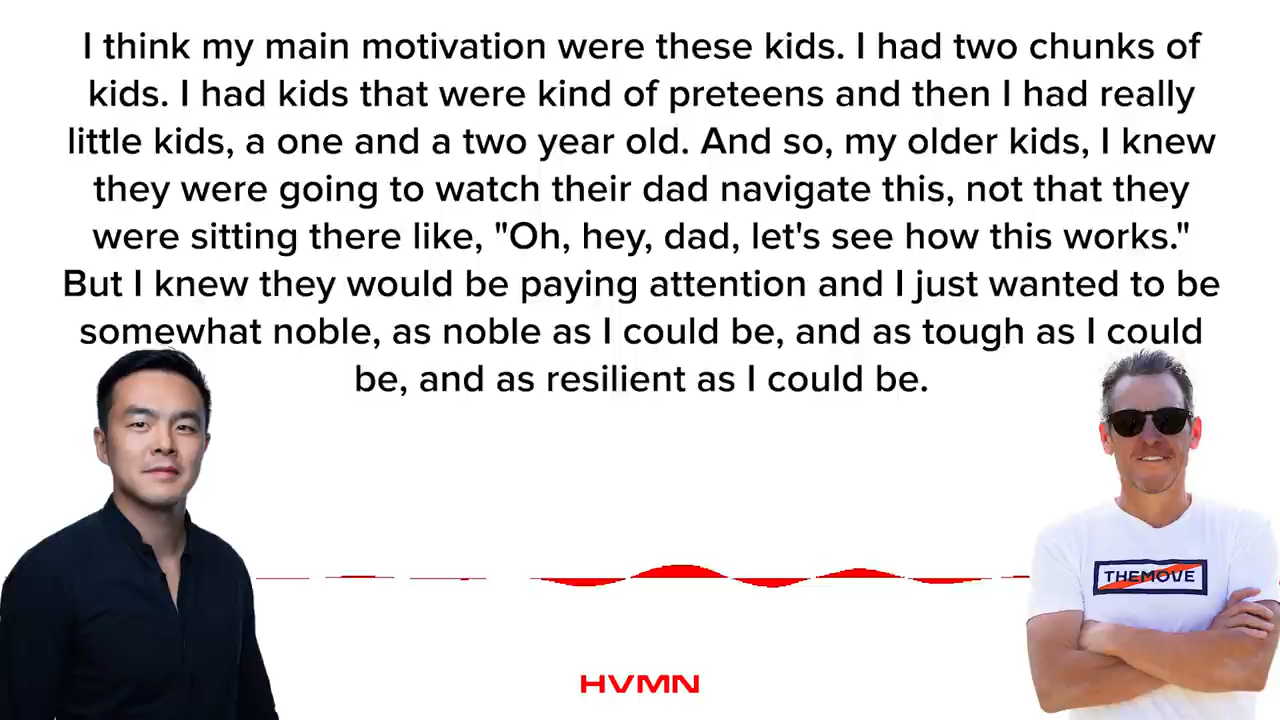 I think my main motivation were these kids. I had two chunks of
kids. I had kids that were kind of preteens and then I had really
little kids, a one and a two year old. And so, my older kids, I knew
they were going to watch their dad navigate this, not that they
were sitting there like, "Oh, hey, dad, let's see how this works."
But I knew they would be paying attention and I just wanted to be
somewhat noble, as noble as I could be, and as tough as I could
be, and as resilient as I could be.
THEMOVE
HVMN